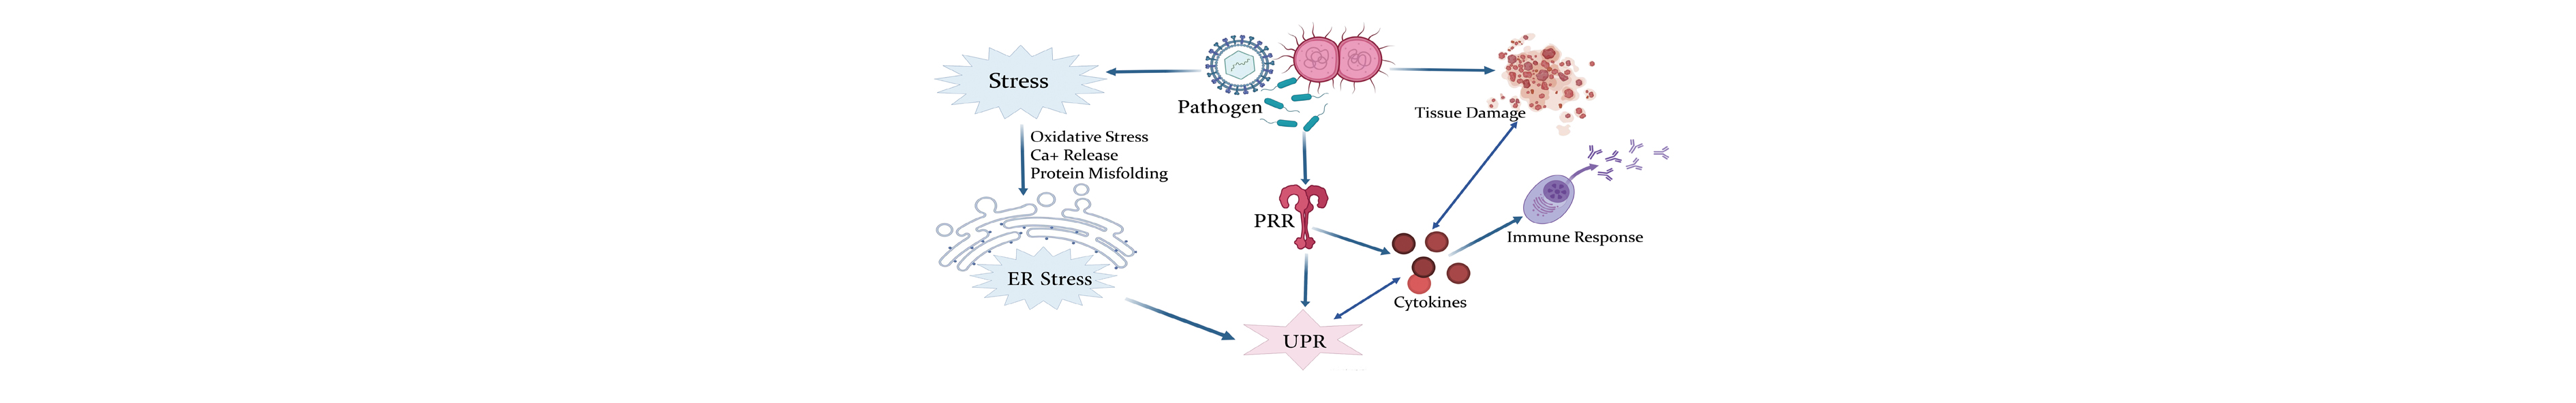 Stress
Pathogen
Tissue Damage
Oxidative Stress
Ca+ Release
Protein Misfolding
PRR
Immune Response
ER Stress
Cytokines
UPR